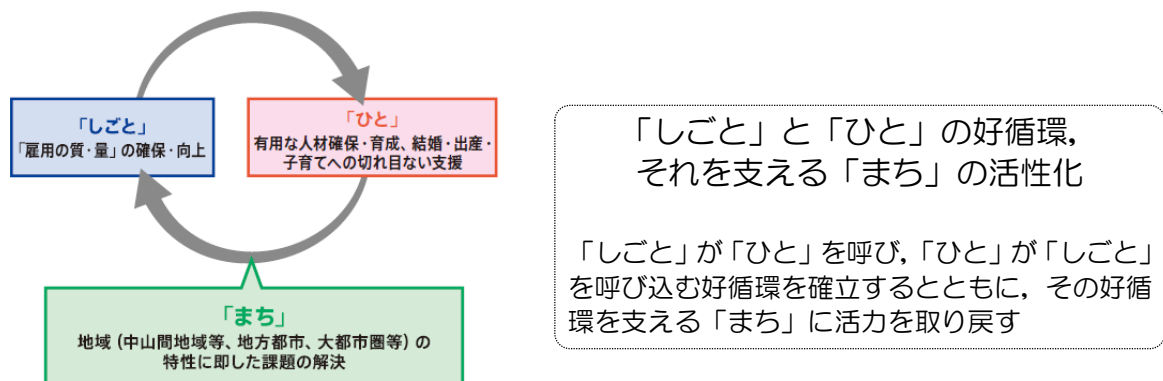 「しごと」
「雇用の質・量」の確保・向上
「ひと」
有用な人材確保・育成、結婚・出産・
子育てへの切れ目ない支援
「まち」
地域（中山間地域等、地方都市、大都市圏等）の
特性に即した課題の解決
「しごと」と「ひと」の好循環，
それを支える「まち」の活性化
「しごと」が「ひと」を呼び，「ひと」が「しごと」
を呼び込む好循環を確立するとともに，その好循
環を支える「まち」に活力を取り戻す